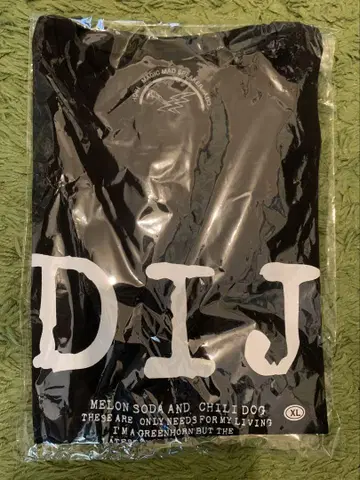 DIJ
MELON SODA AND CHILI DOG
THESE ARE ONLY NEEDS FOR MY LIVING
I'M A GREENHORN BUT THE
XL